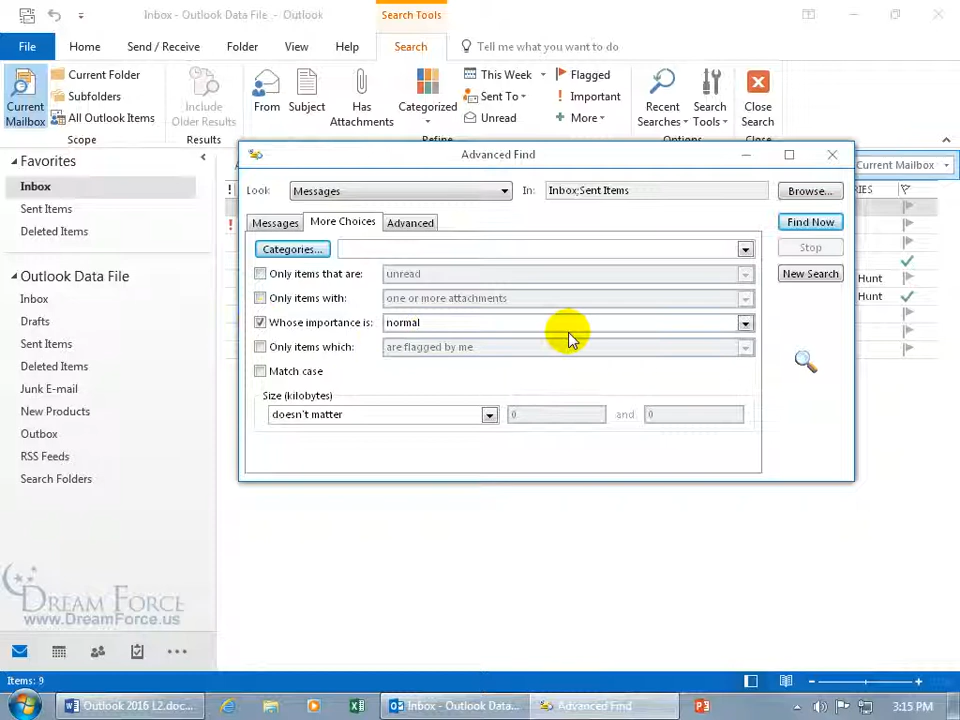 Inbox - Outlook Data File - Outlook
Search Tools
File
Home
Send / Receive
Folder
View
Help
Search
Tell me what you want to do
Current Mailbox
Current Folder
Subfolders
All Outlook Items
Scope
Include Older Results
Results
From
Subject
Has Attachments
Categorized
This Week
Sent To
Unread
Flagged
Important
More
Refine
Recent Searches
Search Tools
Options
Close Search
Close
Favorites
Inbox
Sent Items
Deleted Items
Outlook Data File
Inbox
Drafts
Sent Items
Deleted Items
Junk E-mail
New Products
Outbox
RSS Feeds
Search Folders
Current Mailbox
Hunt
Hunt
Advanced Find
Look:
Messages
In:
Inbox;Sent Items
Browse...
Messages
More Choices
Advanced
Find Now
Stop
New Search
Categories...
Only items that are:
unread
Only items with:
one or more attachments
Whose importance is:
normal
Only items which:
are flagged by me
Match case
Size (kilobytes)
doesn't matter
0
and
0
Dream Force
www.DreamForce.us
Items: 9
Outlook 2016 L2.doc...
Inbox - Outlook Data...
Advanced Find
3:15 PM